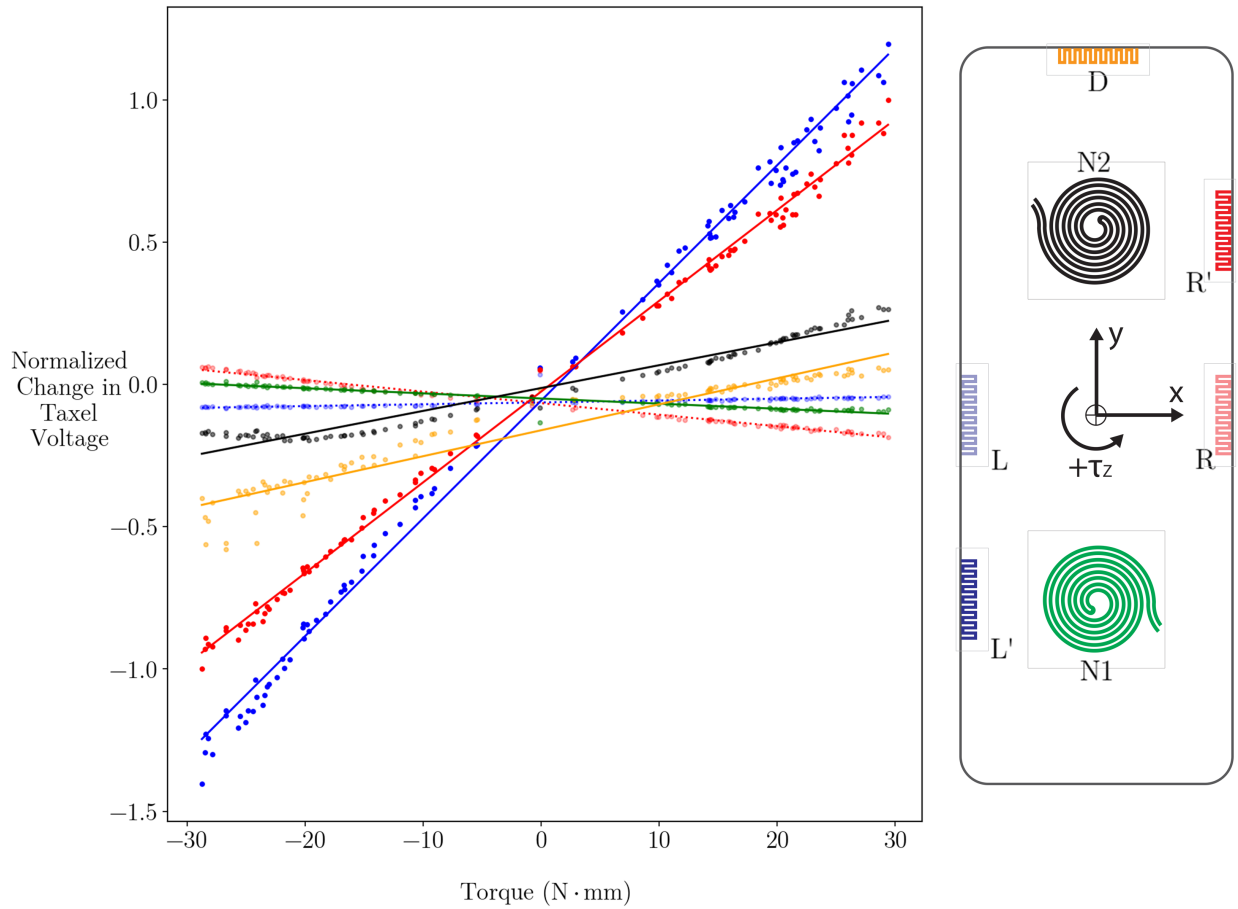 1.0
0.5
0.0
−0.5
−1.0
−1.5
Normalized
Change in
Taxel
Voltage
−30
−20
−10
0
10
20
30
Torque (N · mm)
D
N2
R'
y
x
L
R
+τz
L'
N1